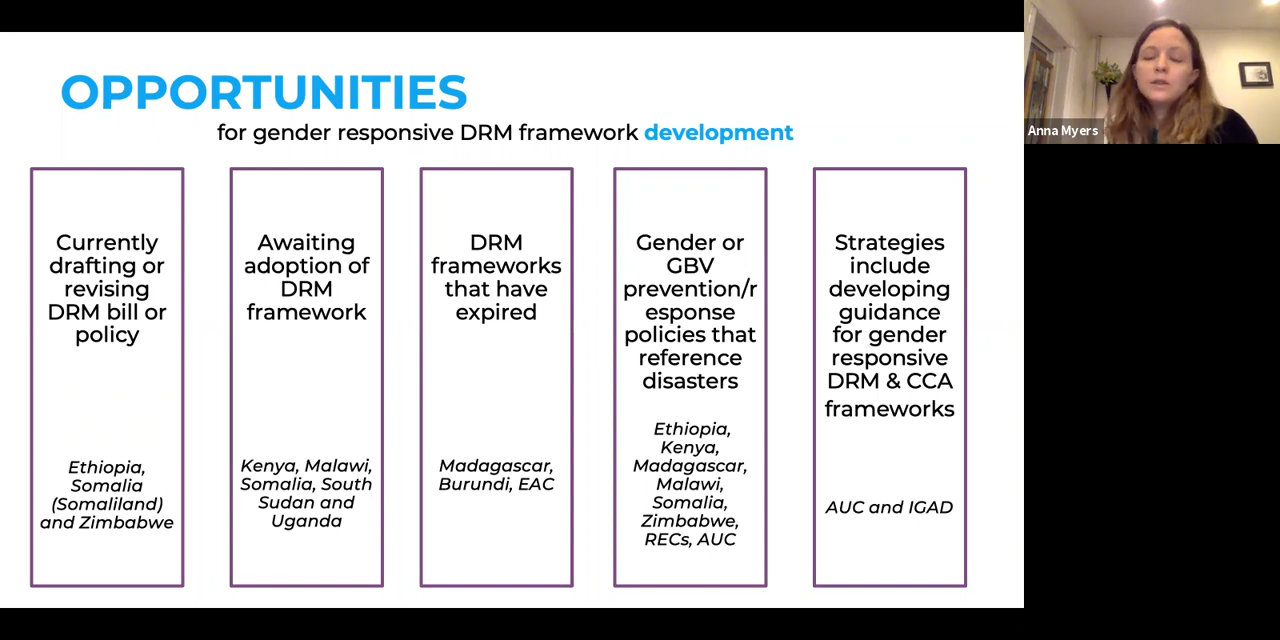 OPPORTUNITIES
for gender responsive DRM framework development
Currently
drafting or
revising
DRM bill or
policy
Ethiopia,
Somalia
(Somaliland)
and Zimbabwe
Awaiting
adoption of
DRM
framework
Kenya, Malawi,
Somalia, South
Sudan and
Uganda
DRM
frameworks
that have
expired
Madagascar,
Burundi, EAC
Gender or
GBV
prevention/r
esponse
policies that
reference
disasters
Ethiopia,
Kenya,
Madagascar,
Malawi,
Somalia,
Zimbabwe,
RECs, AUC
Strategies
include
developing
guidance
for gender
responsive
DRM & CCA
frameworks
AUC and IGAD
Anna Myers